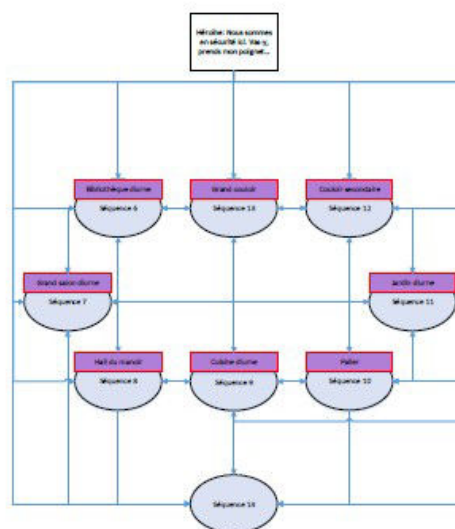 Héroïne: Nous sommes
en sécurité ici. Vas-y,
prends mon poignet...
Bibliothèque diurne
Grand couloir
Couloir secondaire
Séquence 6
Séquence 13
Séquence 12
Grand salon diurne
Jardin diurne
Séquence 7
Séquence 11
Hall du manoir
Cuisine diurne
Palier
Séquence 8
Séquence 9
Séquence 10
Séquence 14